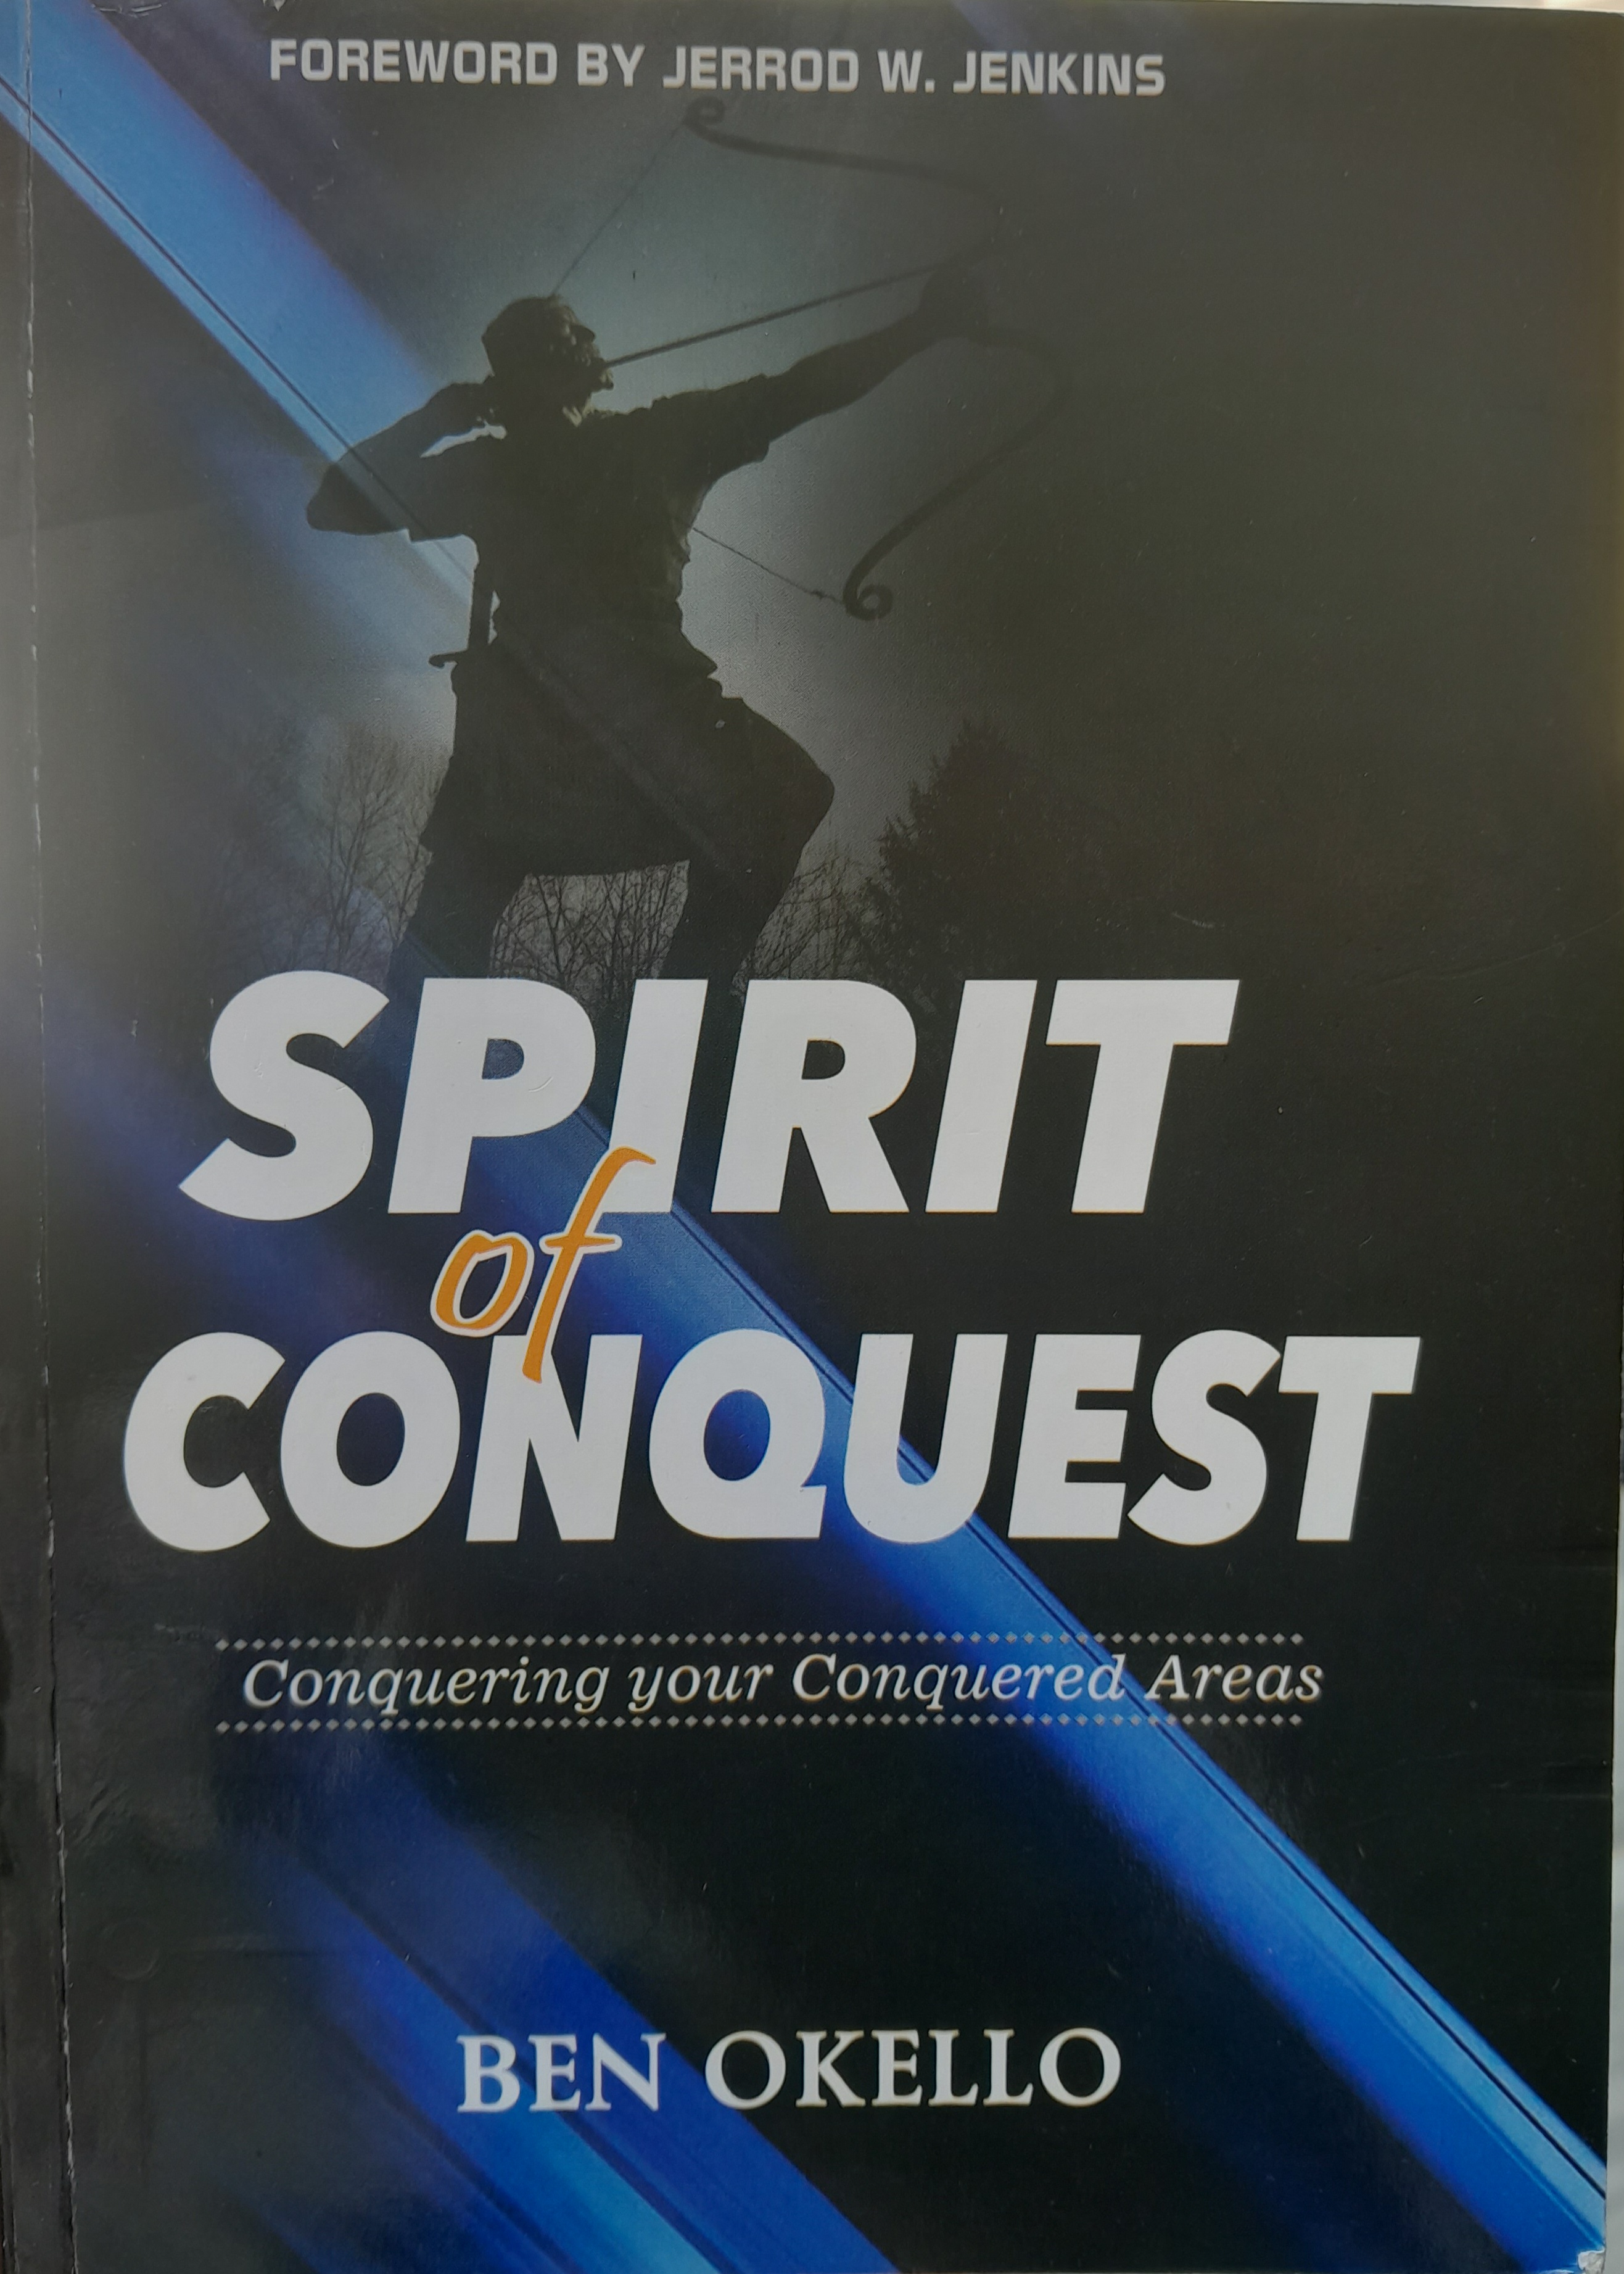 FOREWORD BY JERROD W. JENKINS
SPIRIT
of
CONQUEST
Conquering your Conquered Areas
BEN OKELLO